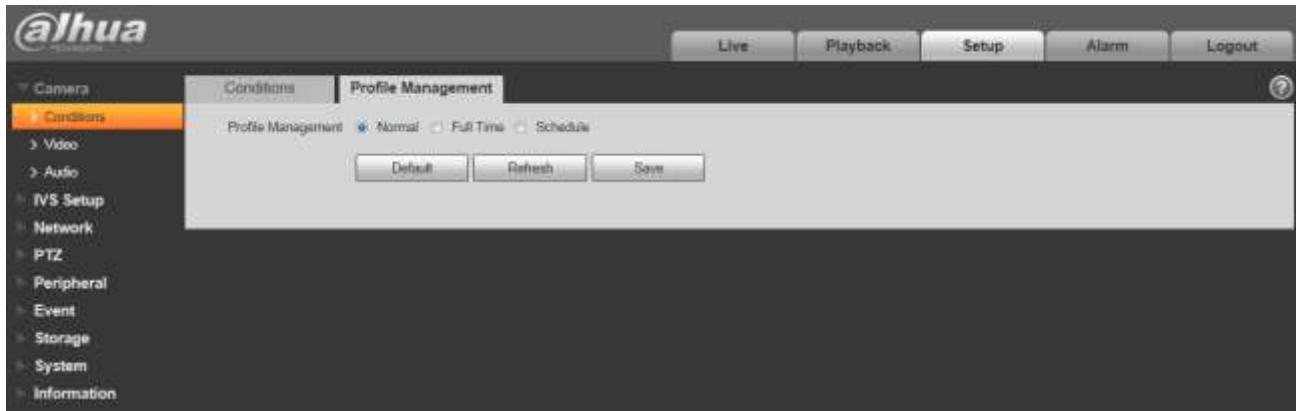 alhua
TECHNOLOGY
Live Playback Setup Alarm Logout
Camera
Conditions
Video
Audio
IVS Setup
Network
PTZ
Peripheral
Event
Storage
System
Information
Conditions Profile Management
Profile Management Normal Full Time Schedule
Default Refresh Save
?